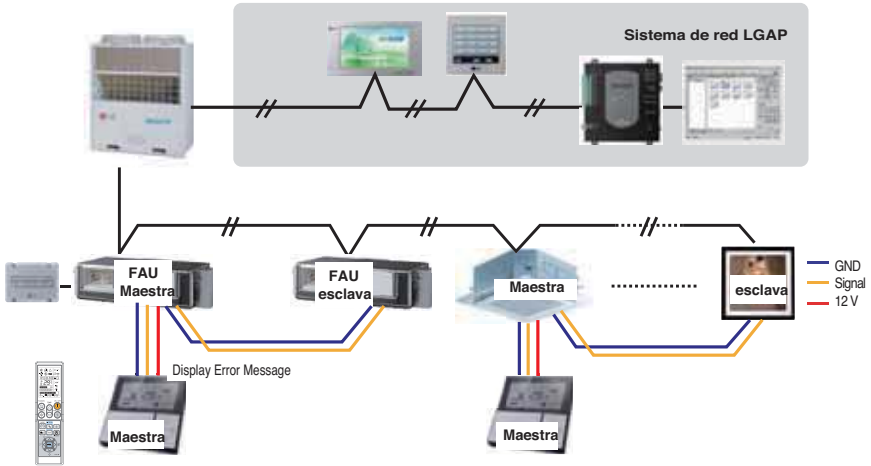 Sistema de red LGAP
FAU
Maestra
FAU
esclava
Maestra
esclava
GND
Signal
12 V
Display Error Message
Maestra
Maestra